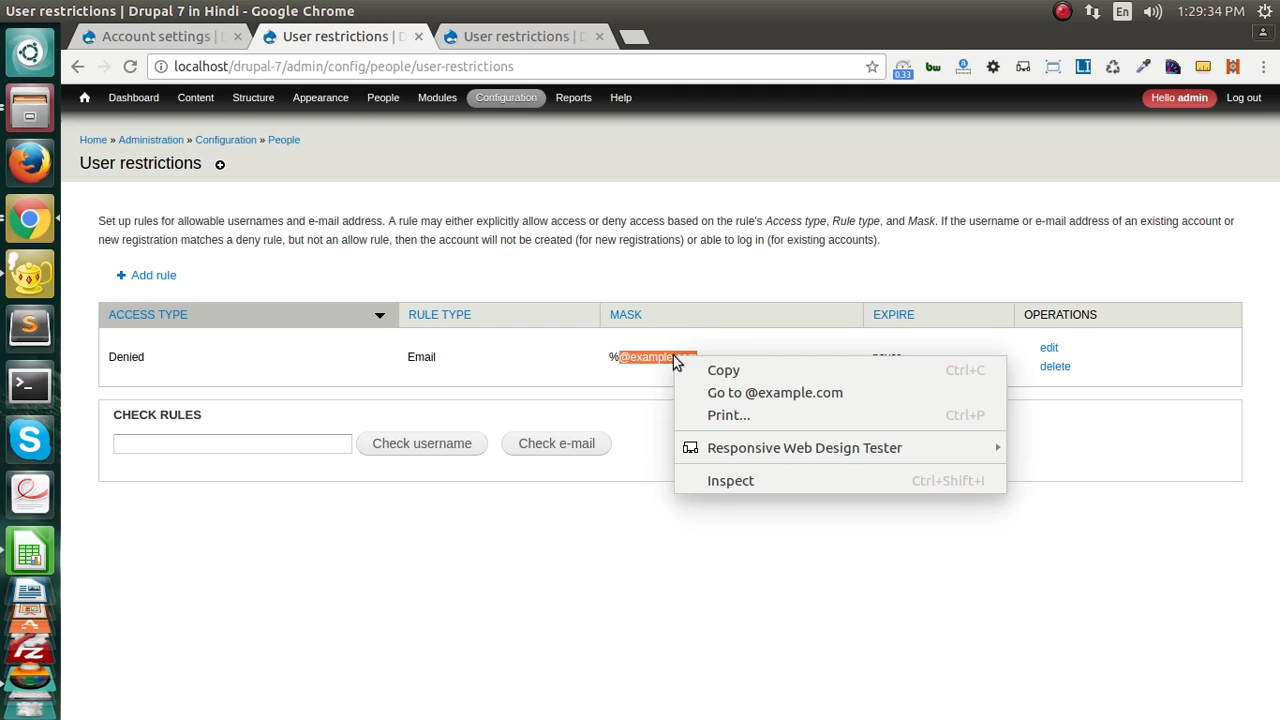 User restrictions | Drupal 7 in Hindi - Google Chrome
En
1:29:34 PM
Account settings |
User restrictions | D
User restrictions | D
localhost/drupal-7/admin/config/people/user-restrictions
0.33
bw
LI
Dashboard Content Structure Appearance People Modules Configuration Reports Help
Hello admin Log out
Home » Administration » Configuration » People
User restrictions
Set up rules for allowable usernames and e-mail address. A rule may either explicitly allow access or deny access based on the rule's Access type, Rule type, and Mask. If the username or e-mail address of an existing account or
new registration matches a deny rule, but not an allow rule, then the account will not be created (for new registrations) or able to log in (for existing accounts).
Add rule
ACCESS TYPE RULE TYPE MASK EXPIRE OPERATIONS
Denied Email %@example.com never
edit
delete
Copy Ctrl+C
Go to @example.com
Print... Ctrl+P
Responsive Web Design Tester
Inspect Ctrl+Shift+I
CHECK RULES
Check username Check e-mail